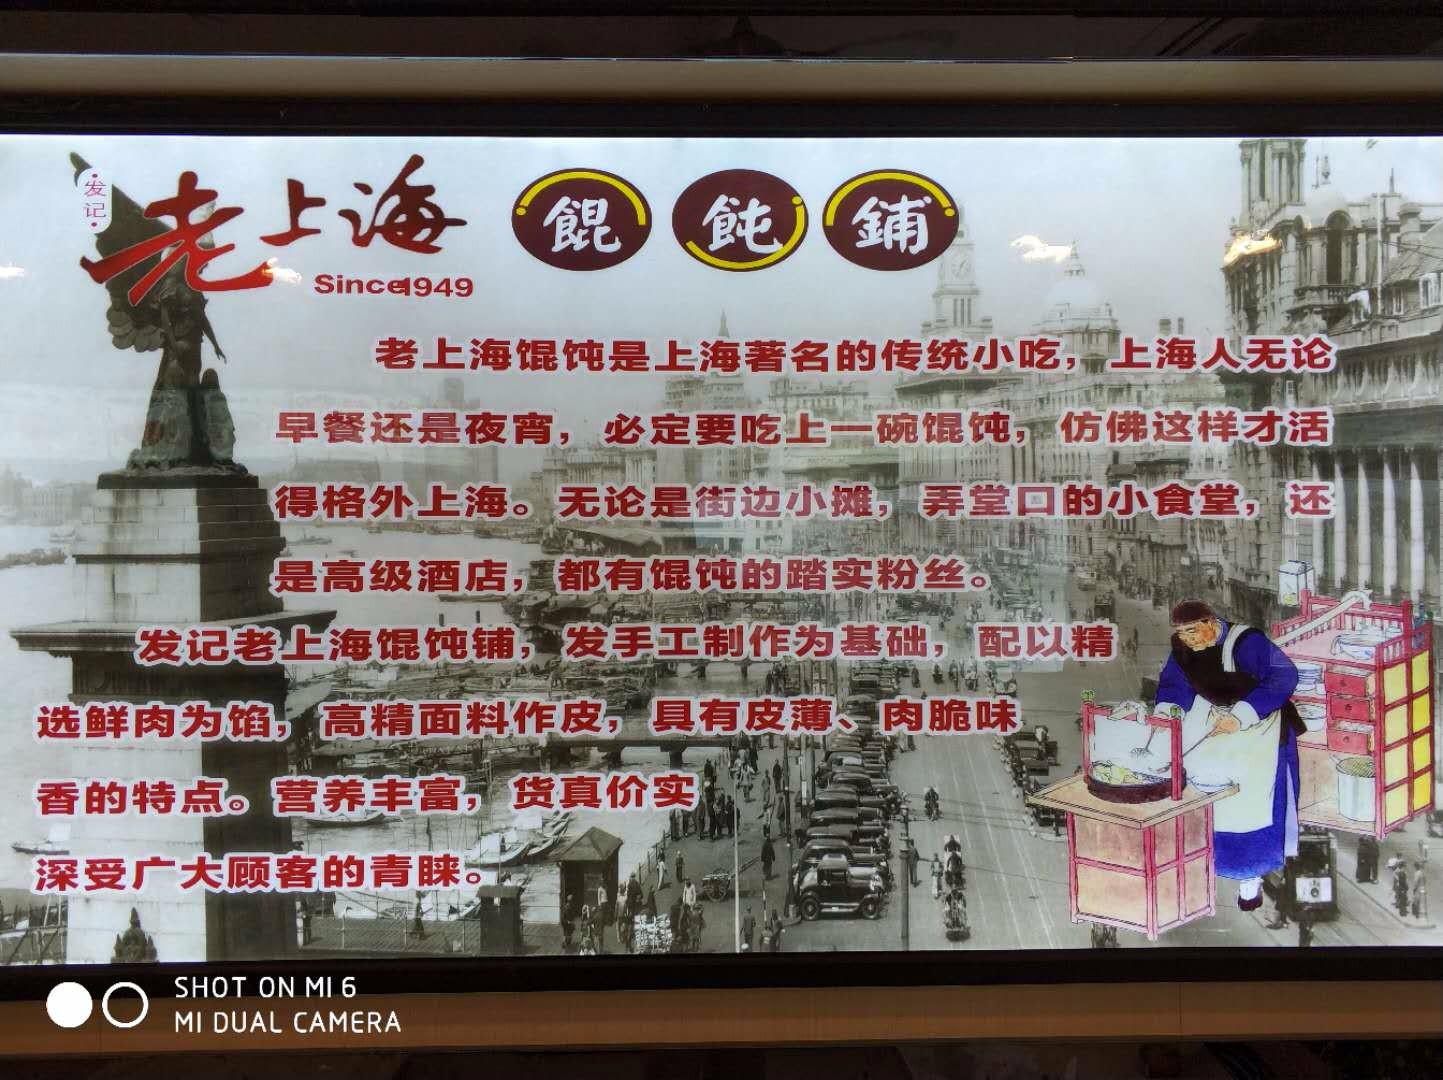 发记
老上海
餛飩鋪
Since1949
老上海馄饨是上海著名的传统小吃，上海人无论
早餐还是夜宵，必定要吃上一碗馄饨，仿佛这样才活
得格外上海。无论是街边小摊，弄堂口的小食堂，还
是高级酒店，都有馄饨的踏实粉丝。
发记老上海馄饨铺，发手工制作为基础，配以精
选鲜肉为馅，高精面料作皮，具有皮薄、肉脆味
香的特点。营养丰富，货真价实
深受广大顾客的青睐。
SHOT ON MI 6
MI DUAL CAMERA